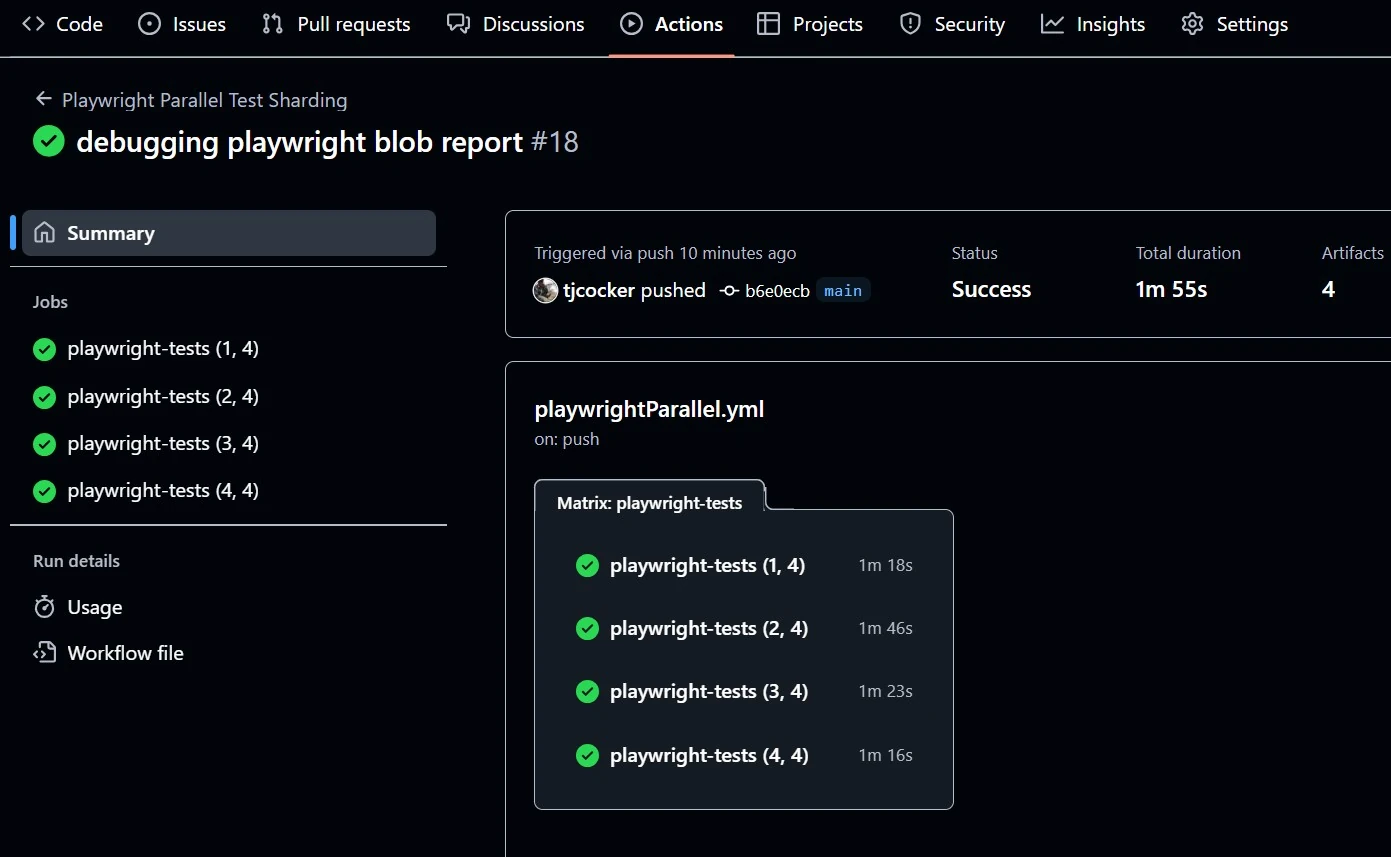 Code Issues Pull requests Discussions Actions Projects Security Insights Settings
Playwright Parallel Test Sharding
debugging playwright blob report #18
Summary
Jobs
playwright-tests (1, 4)
playwright-tests (2, 4)
playwright-tests (3, 4)
playwright-tests (4, 4)
Run details
Usage
Workflow file
Triggered via push 10 minutes ago
tjcocker pushed b6e0ecb main
Status
Success
Total duration
1m 55s
Artifacts
4
playwrightParallel.yml
on: push
Matrix: playwright-tests
playwright-tests (1, 4) 1m 18s
playwright-tests (2, 4) 1m 46s
playwright-tests (3, 4) 1m 23s
playwright-tests (4, 4) 1m 16s